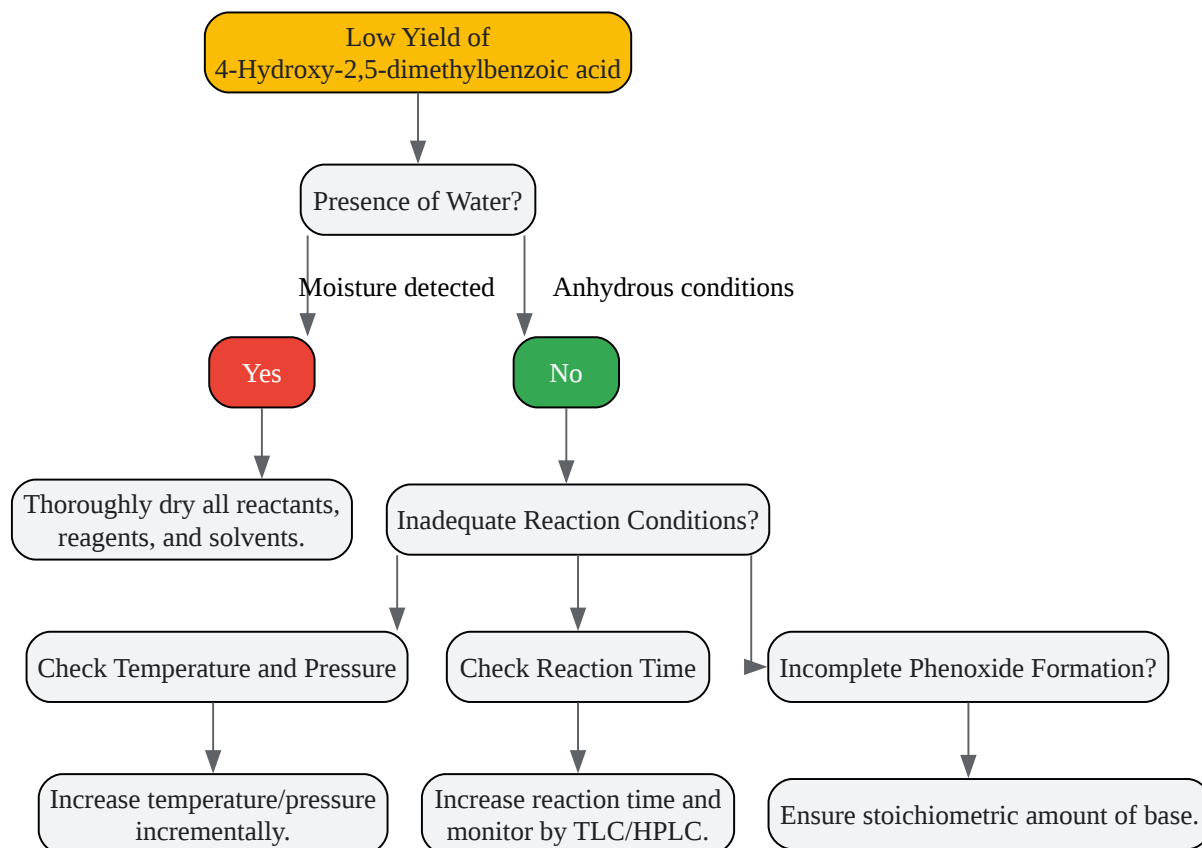 Low Yield of
4-Hydroxy-2,5-dimethylbenzoic acid
Presence of Water?
Moisture detected
Anhydrous conditions
Yes
No
Thoroughly dry all reactants,
reagents, and solvents.
Inadequate Reaction Conditions?
Check Temperature and Pressure
Check Reaction Time
Incomplete Phenoxide Formation?
Increase temperature/pressure
incrementally.
Increase reaction time and
monitor by TLC/HPLC.
Ensure stoichiometric amount of base.